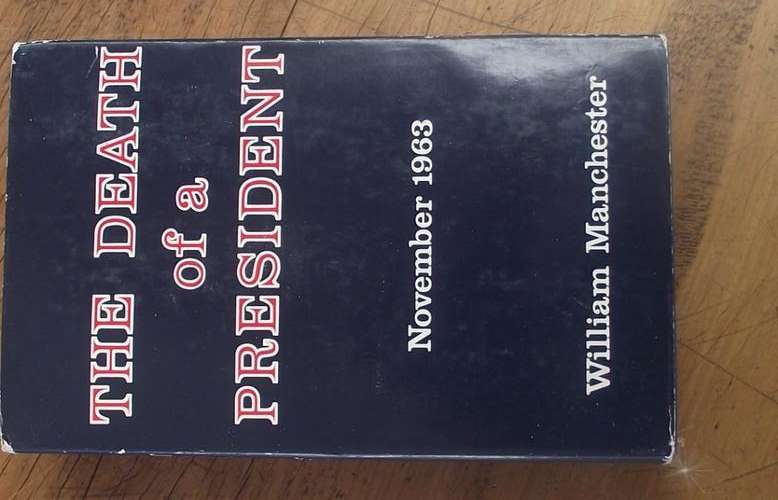 THE DEATH
of a
PRESIDENT
November 1963
William Manchester